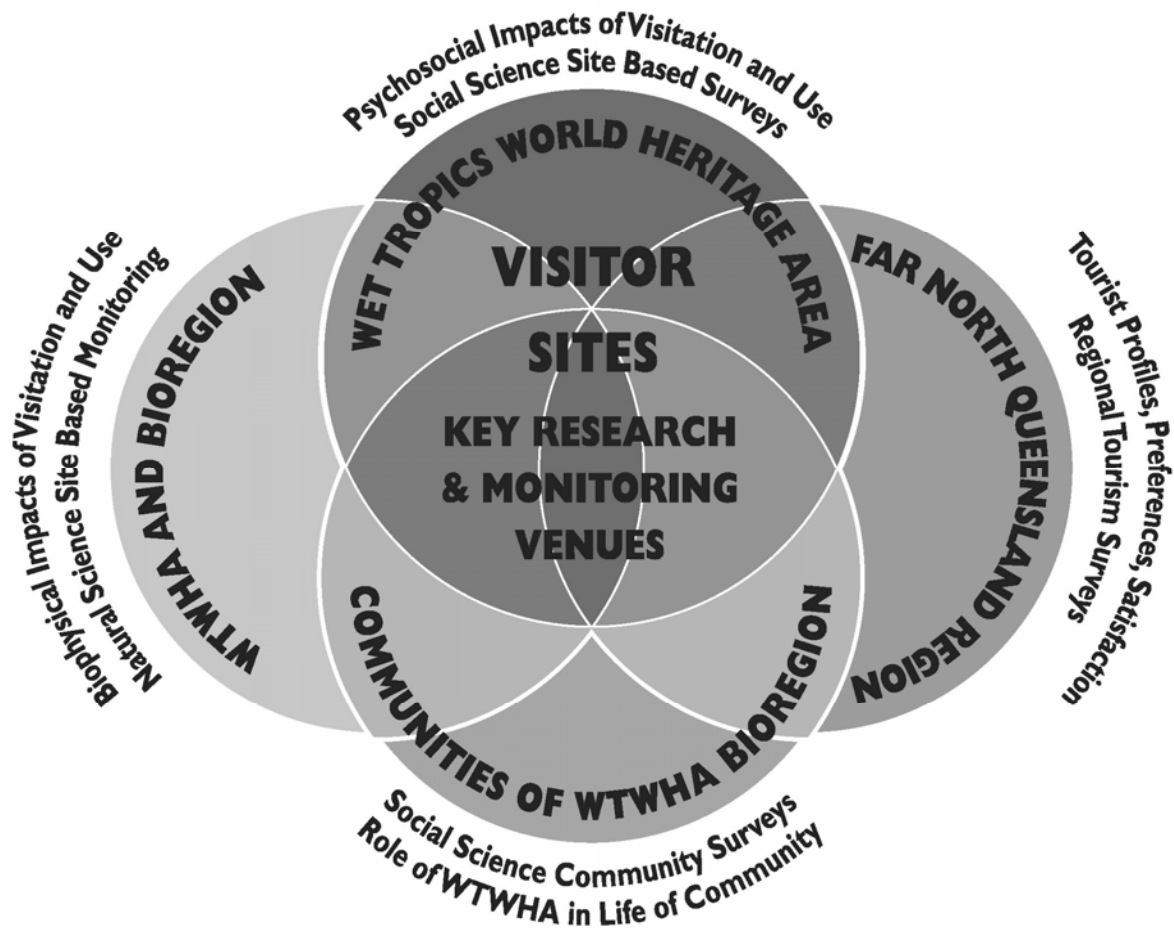 Psychosocial Impacts of Visitation and Use
Social Science Site Based Surveys
WET TROPICS WORLD HERITAGE AREA
VISITOR
SITES
KEY RESEARCH
& MONITORING
VENUES
Biophysical Impacts of Visitation and Use
Natural Science Site Based Monitoring
WTWHA AND BIOREGION
FAR NORTH QUEENSLAND REGION
Tourist Profiles, Preferences, Satisfaction
Regional Tourism Surveys
COMMUNITIES OF WTWHA BIOREGION
Social Science Community Surveys
Role of WTWHA in Life of Community